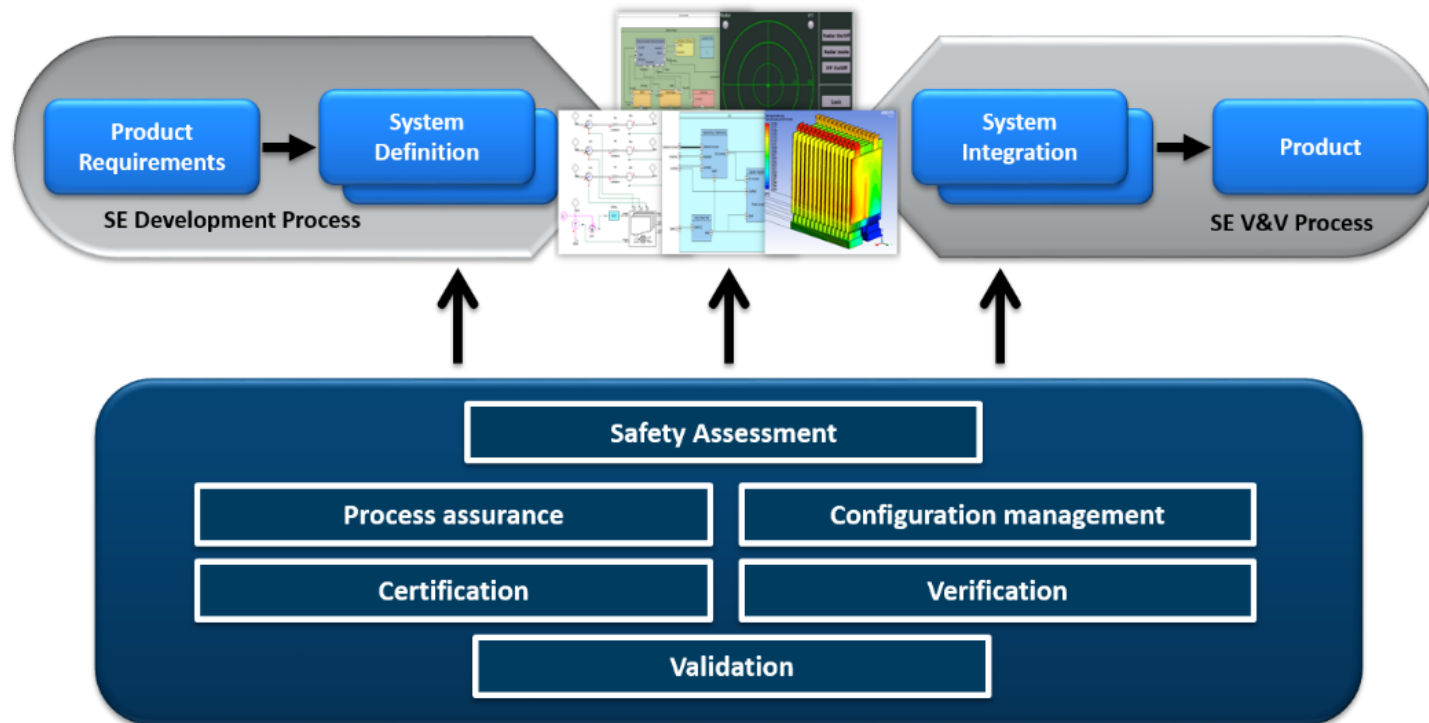 Product
Requirements
System
Definition
SE Development Process
Lock
System
Integration
Product
SE V&V Process
Safety Assessment
Process assurance
Configuration management
Certification
Verification
Validation